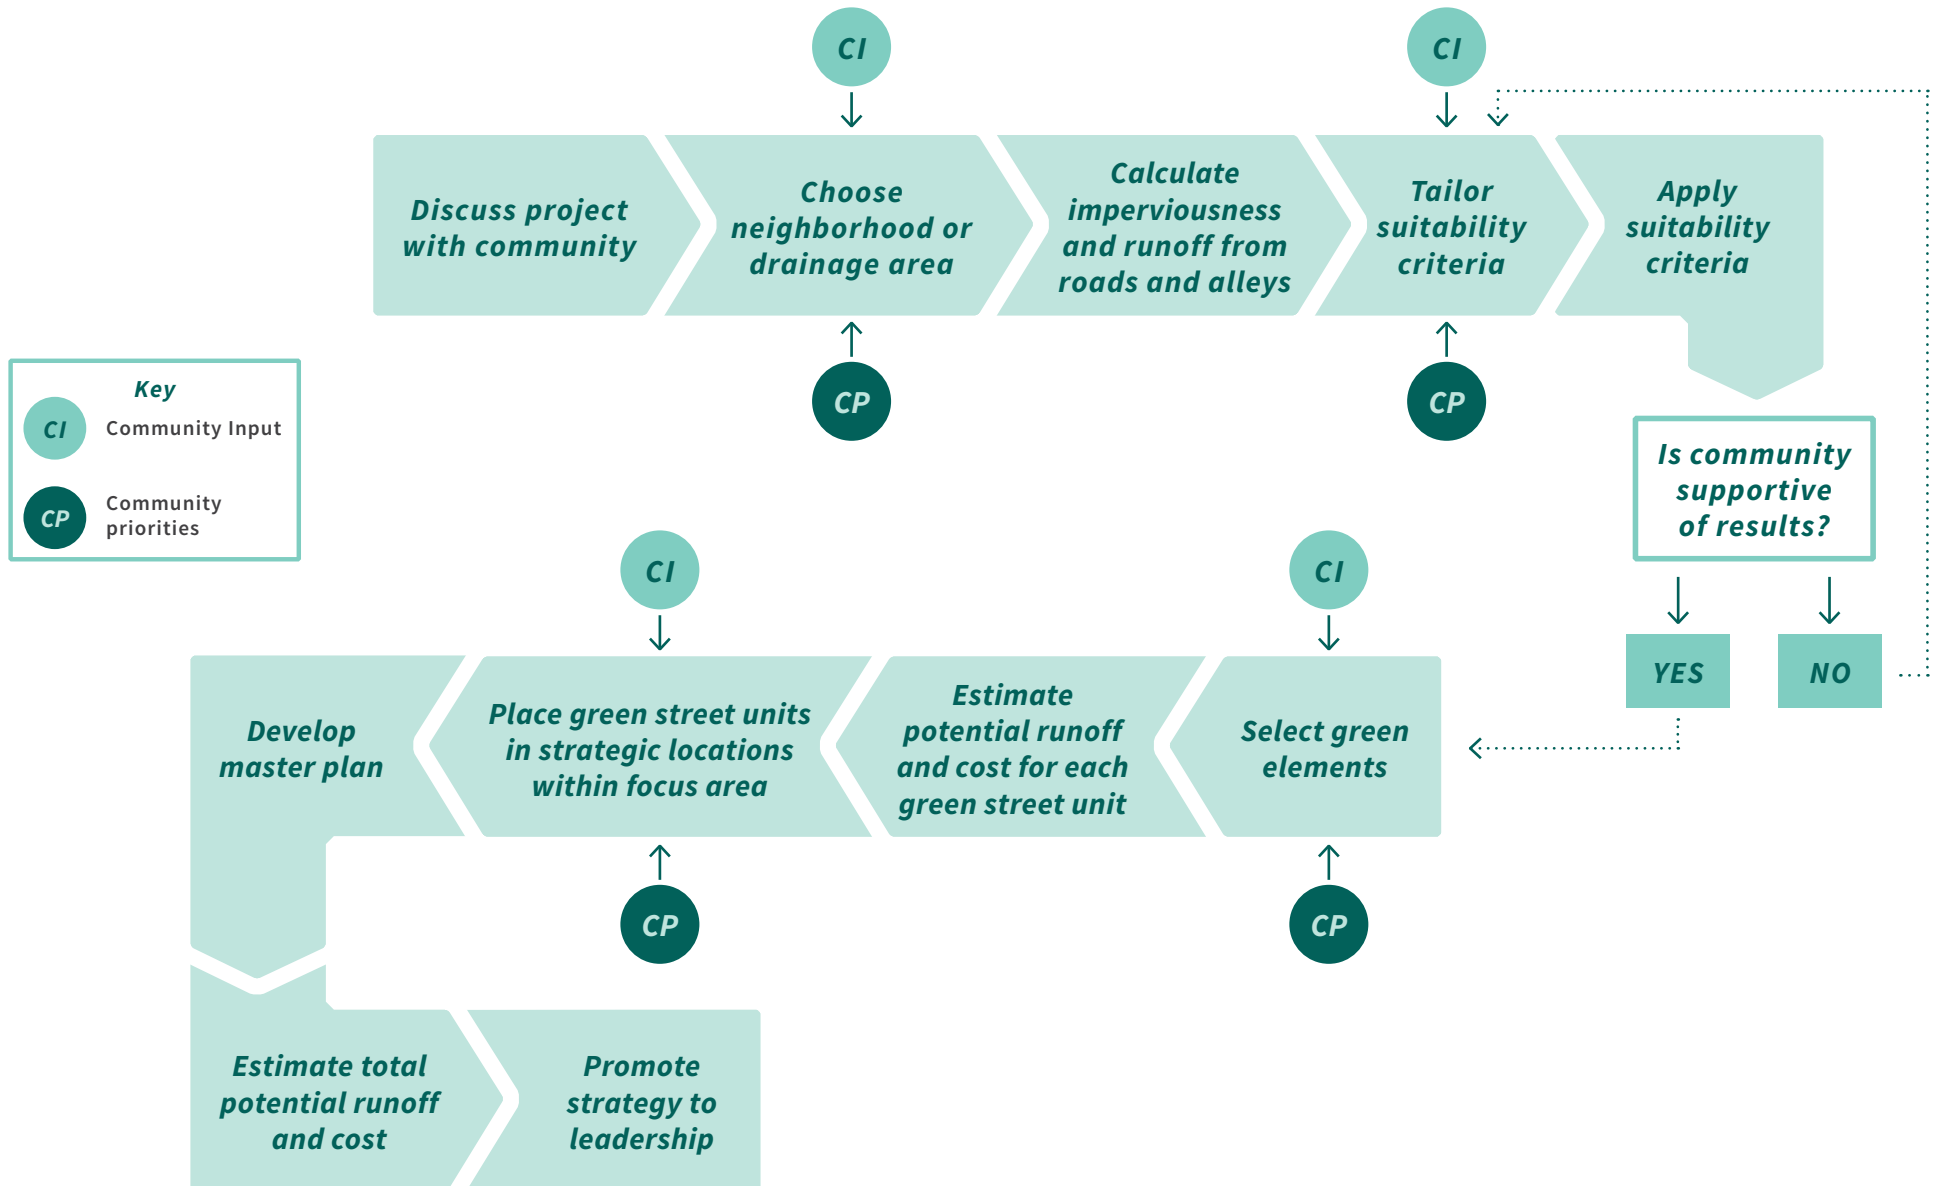 CI
CI
Discuss project
with community
Choose
neighborhood or
drainage area
Calculate
imperviousness
and runoff from
roads and alleys
Tailor
suitability
criteria
Apply
suitability
criteria
CP
CP
Key
CI
Community Input
CP
Community
priorities
Is community
supportive
of results?
YES
NO
CI
CI
Develop
master plan
Place green street units
in strategic locations
within focus area
Estimate
potential runoff
and cost for each
green street unit
Select green
elements
CP
CP
Estimate total
potential runoff
and cost
Promote
strategy to
leadership